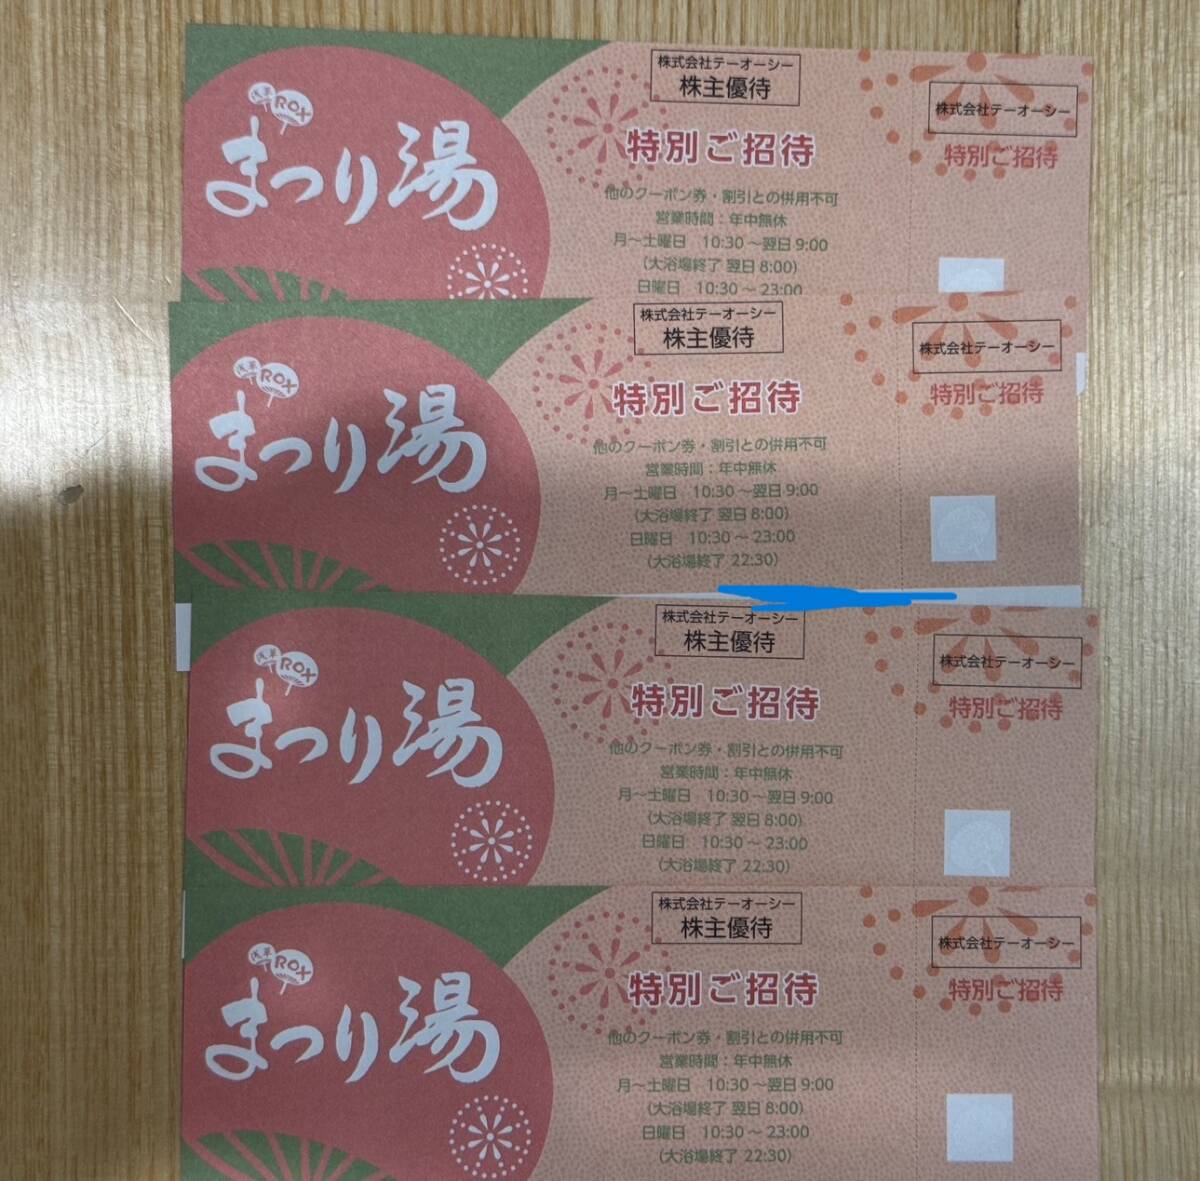 浅草ROX
まつり湯
株式会社テーオーシー
株主優待
特別ご招待
他のクーポン券・割引との併用不可
営業時間：年中無休
月～土曜日 10:30～翌日9:00
（大浴場終了 翌日8:00）
日曜日 10:30～23:00
株式会社テーオーシー
特別ご招待
浅草ROX
まつり湯
株式会社テーオーシー
株主優待
特別ご招待
他のクーポン券・割引との併用不可
営業時間：年中無休
月～土曜日 10:30～翌日9:00
（大浴場終了 翌日8:00）
日曜日 10:30～23:00
（大浴場終了 22:30）
株式会社テーオーシー
特別ご招待
浅草ROX
まつり湯
株式会社テーオーシー
株主優待
特別ご招待
他のクーポン券・割引との併用不可
営業時間：年中無休
月～土曜日 10:30～翌日9:00
（大浴場終了 翌日8:00）
日曜日 10:30～23:00
（大浴場終了 22:30）
株式会社テーオーシー
特別ご招待
浅草ROX
まつり湯
株式会社テーオーシー
株主優待
特別ご招待
他のクーポン券・割引との併用不可
営業時間：年中無休
月～土曜日 10:30～翌日9:00
（大浴場終了 翌日8:00）
日曜日 10:30～23:00
（大浴場終了 22:30）
株式会社テーオーシー
特別ご招待